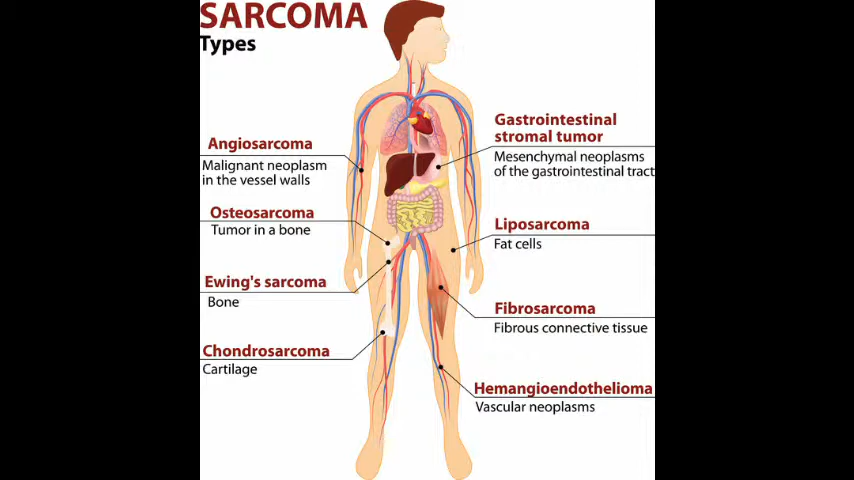 SARCOMA
Types
Angiosarcoma
Malignant neoplasm
in the vessel walls
Osteosarcoma
Tumor in a bone
Ewing's sarcoma
Bone
Chondrosarcoma
Cartilage
Gastrointestinal
stromal tumor
Mesenchymal neoplasms
of the gastrointestinal tract
Liposarcoma
Fat cells
Fibrosarcoma
Fibrous connective tissue
Hemangioendothelioma
Vascular neoplasms